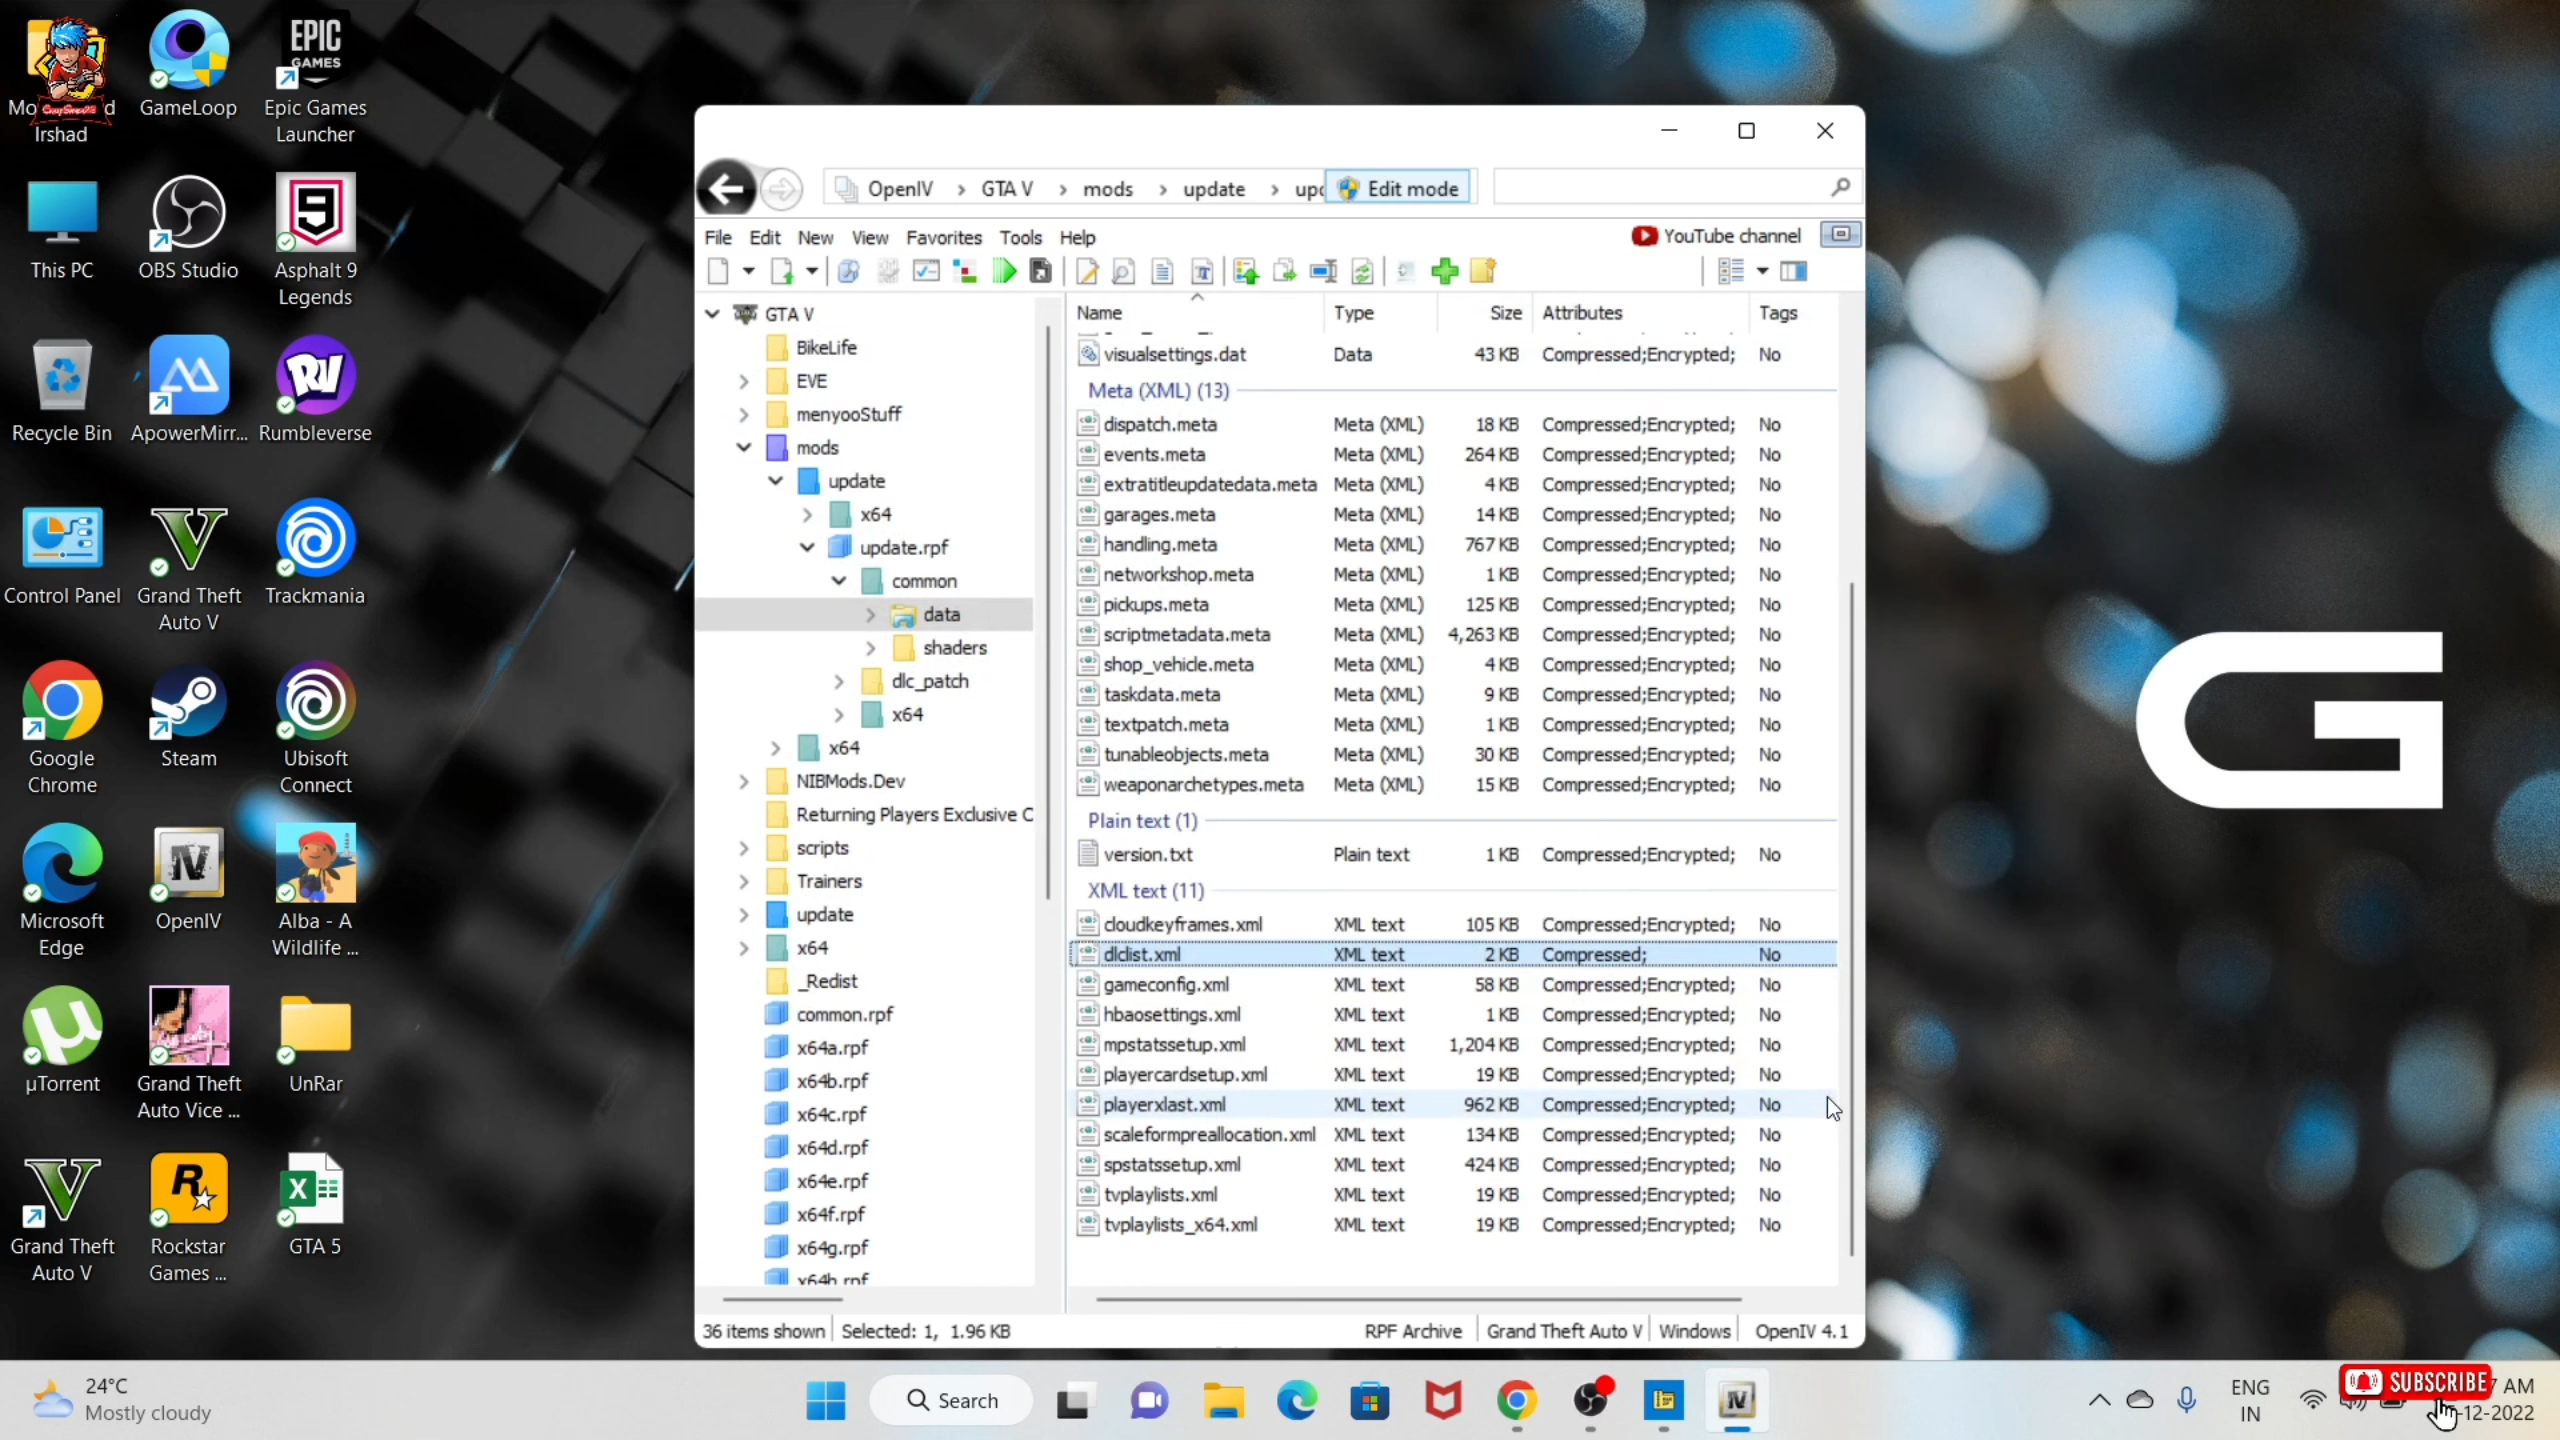 Mo
d
Irshad
GameLoop
EPIC
GAMES
Epic Games
Launcher
This PC
OBS Studio
Asphalt 9
Legends
Recycle Bin
ApowerMirr...
Rumbleverse
Control Panel
Grand Theft
Auto V
Trackmania
Google
Chrome
Steam
Ubisoft
Connect
Microsoft
Edge
OpenIV
Alba - A
Wildlife ...
µTorrent
Grand Theft
Auto Vice ...
UnRar
Grand Theft
Auto V
Rockstar
Games ...
GTA 5
OpenIV
GTA V
mods
update
upd
Edit mode
File Edit New View Favorites Tools Help
YouTube channel
GTA V
BikeLife
EVE
menyooStuff
mods
update
x64
update.rpf
common
data
shaders
dlc_patch
x64
x64
NIBMods.Dev
Returning Players Exclusive C
scripts
Trainers
update
x64
_Redist
common.rpf
x64a.rpf
x64b.rpf
x64c.rpf
x64d.rpf
x64e.rpf
x64f.rpf
x64g.rpf
x64h.rpf
Name Type Size Attributes Tags
visualsettings.dat Data 43 KB Compressed;Encrypted; No
Meta (XML) (13)
dispatch.meta Meta (XML) 18 KB Compressed;Encrypted; No
events.meta Meta (XML) 264 KB Compressed;Encrypted; No
extratitleupdatedata.meta Meta (XML) 4 KB Compressed;Encrypted; No
garages.meta Meta (XML) 14 KB Compressed;Encrypted; No
handling.meta Meta (XML) 767 KB Compressed;Encrypted; No
networkshop.meta Meta (XML) 1 KB Compressed;Encrypted; No
pickups.meta Meta (XML) 125 KB Compressed;Encrypted; No
scriptmetadata.meta Meta (XML) 4,263 KB Compressed;Encrypted; No
shop_vehicle.meta Meta (XML) 4 KB Compressed;Encrypted; No
taskdata.meta Meta (XML) 9 KB Compressed;Encrypted; No
textpatch.meta Meta (XML) 1 KB Compressed;Encrypted; No
tunableobjects.meta Meta (XML) 30 KB Compressed;Encrypted; No
weaponarchetypes.meta Meta (XML) 15 KB Compressed;Encrypted; No
Plain text (1)
version.txt Plain text 1 KB Compressed;Encrypted; No
XML text (11)
cloudkeyframes.xml XML text 105 KB Compressed;Encrypted; No
dlclist.xml XML text 2 KB Compressed; No
gameconfig.xml XML text 58 KB Compressed;Encrypted; No
hbaosettings.xml XML text 1 KB Compressed;Encrypted; No
mpstatssetup.xml XML text 1,204 KB Compressed;Encrypted; No
playercardsetup.xml XML text 19 KB Compressed;Encrypted; No
playerxlast.xml XML text 962 KB Compressed;Encrypted; No
scaleformpreallocation.xml XML text 134 KB Compressed;Encrypted; No
spstatssetup.xml XML text 424 KB Compressed;Encrypted; No
tvplaylists.xml XML text 19 KB Compressed;Encrypted; No
tvplaylists_x64.xml XML text 19 KB Compressed;Encrypted; No
36 items shown Selected: 1, 1.96 KB RPF Archive Grand Theft Auto V Windows OpenIV 4.1
G
24°C
Mostly cloudy
Search
ENG
IN
SUBSCRIBE
7 AM
-12-2022